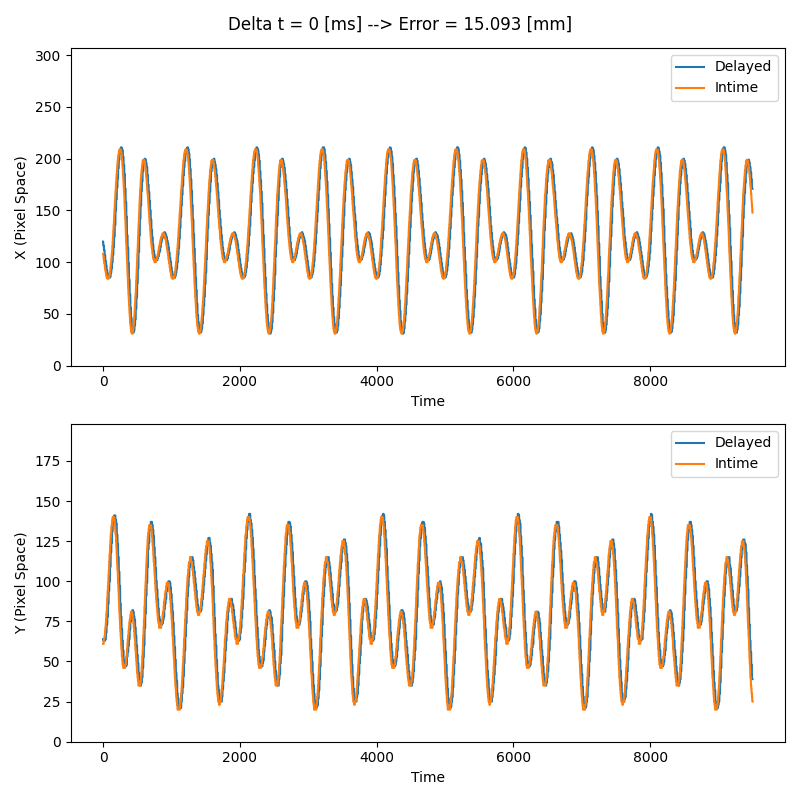 Delta t = 0 [ms] --> Error = 15.093 [mm]
300
250
200
150
100
50
0
X (Pixel Space)
Delayed
Intime
0 2000 4000 6000 8000
Time
175
150
125
100
75
50
25
0
Y (Pixel Space)
Delayed
Intime
0 2000 4000 6000 8000
Time